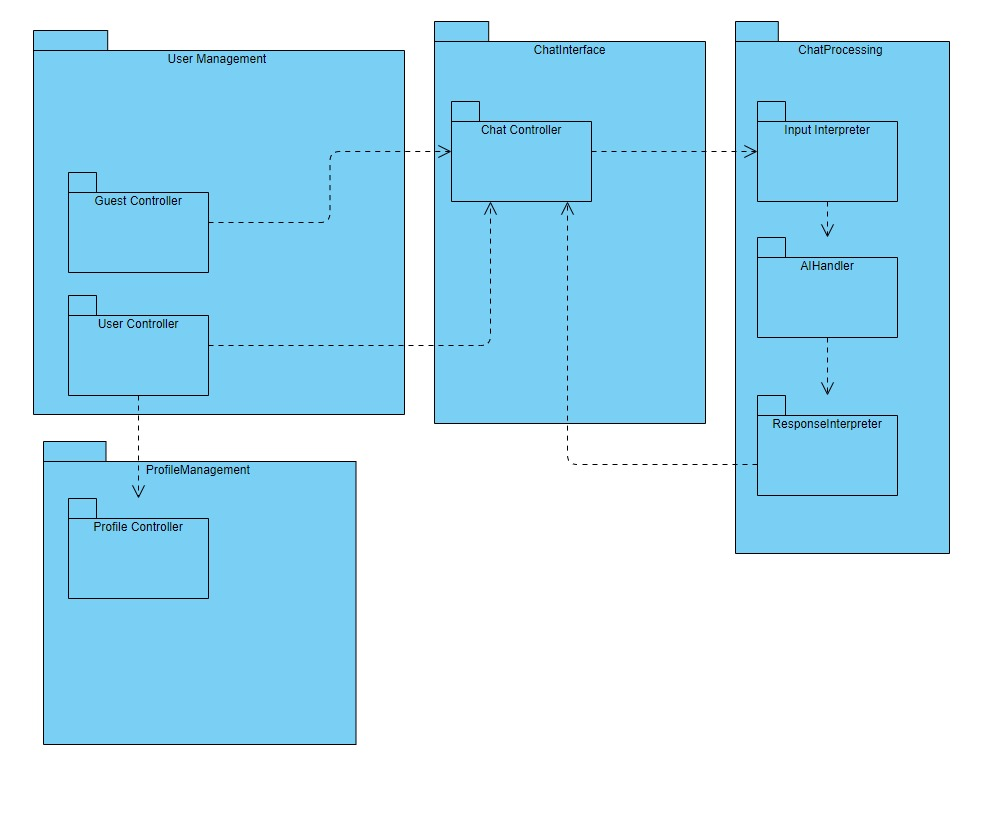 User Management
Guest Controller
User Controller
ProfileManagement
Profile Controller
ChatInterface
Chat Controller
ChatProcessing
Input Interpreter
AIHandler
ResponseInterpreter